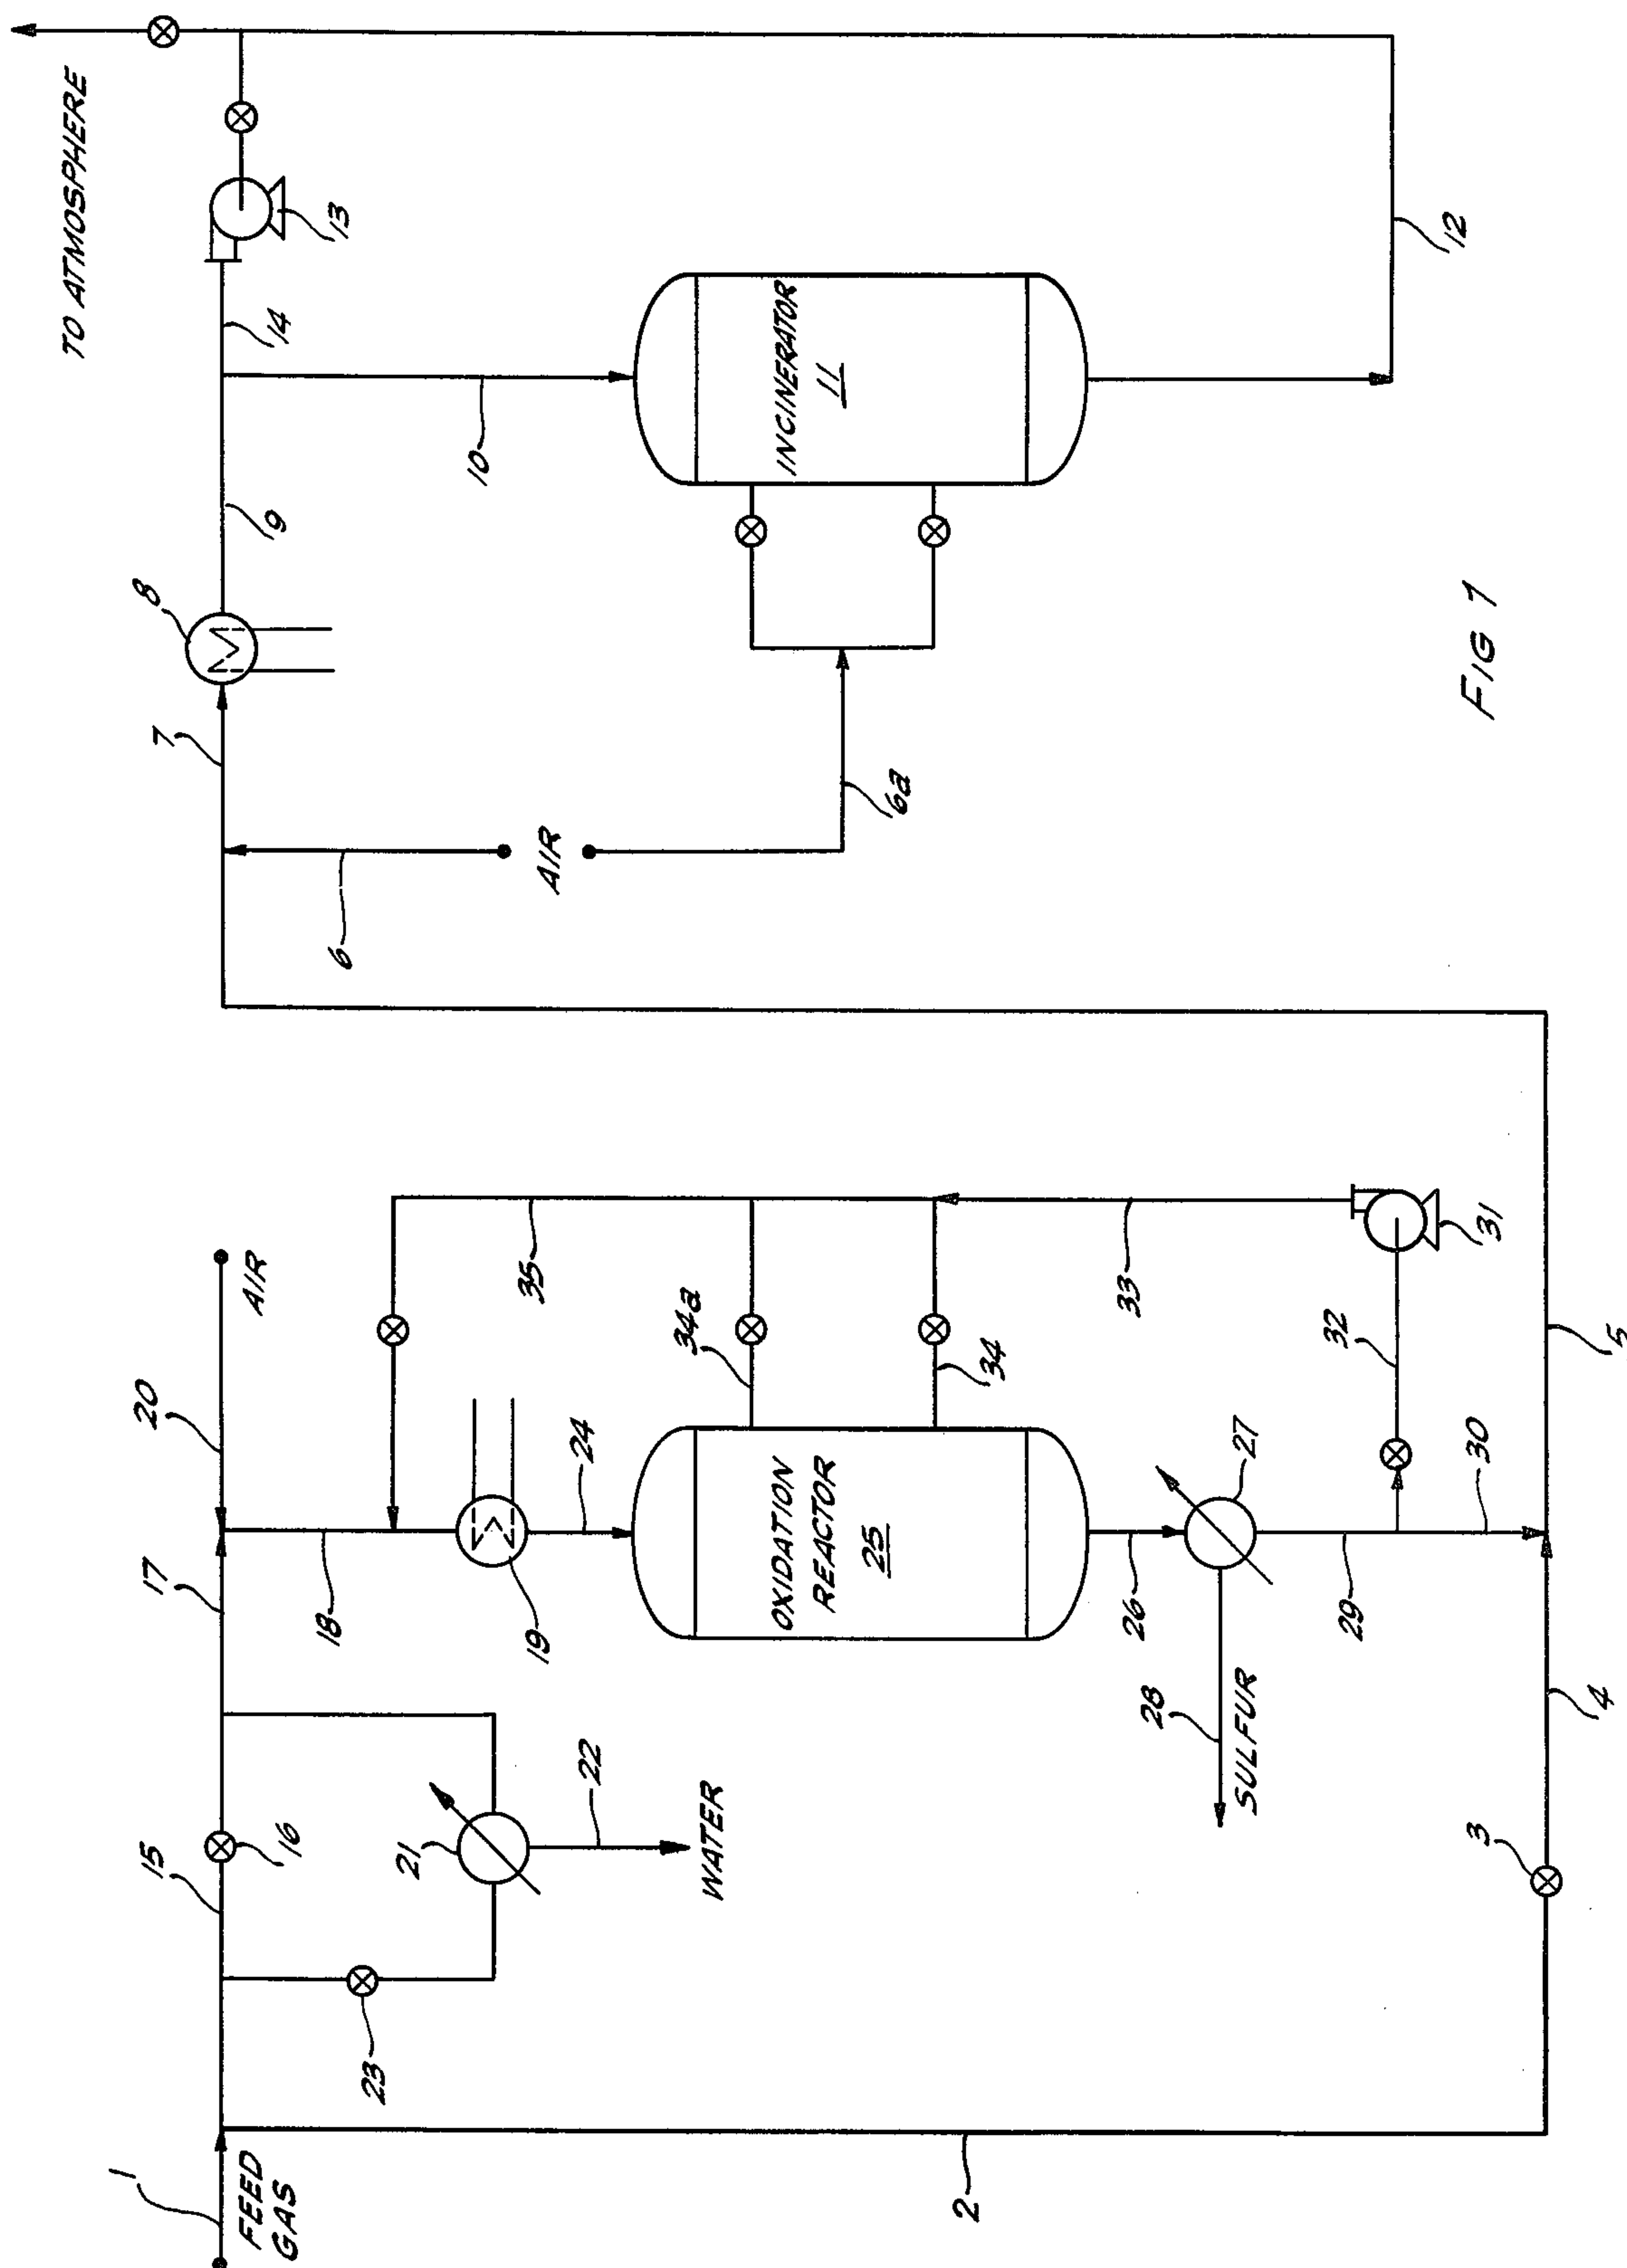 1
FEED
GAS
2
3
4
5
15
16
23
21
22
WATER
17
18
20
AIR
19
24
OXIDATION
REACTOR
25
34a
34
35
33
26
27
28
SULFUR
29
30
32
31
6
7
AIR
6a
8
9
10
INCINERATOR
11
14
13
12
TO ATMOSPHERE
FIG 1